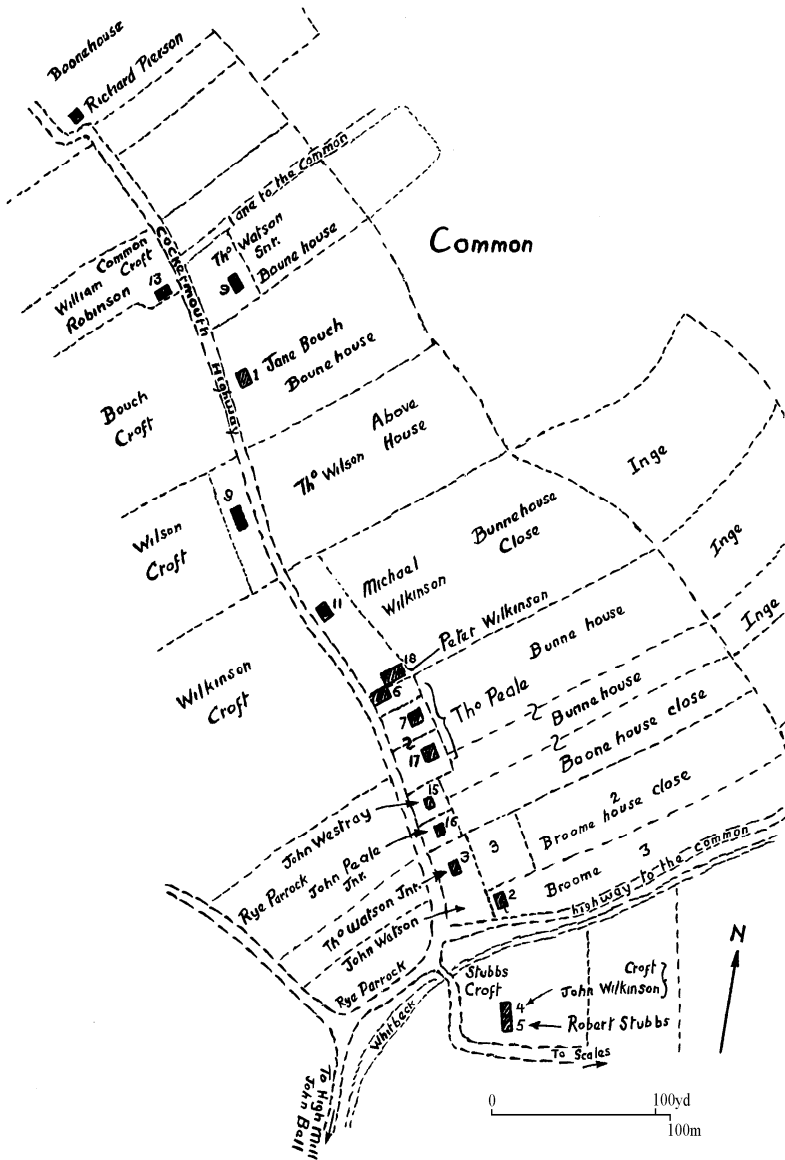 Boonehouse
Richard Pierson
Lane to the Common
Common
Thº Watson
Snr.
Boune house
9
Common
William Croft
Robinson
13
Cockermouth Highway
1 Jane Bouch
Boune house
Bouch
Croft
Above
House
Thº Wilson
9
Wilson
Croft
Inge
Bunnehouse
Close
Michael
Wilkinson
11
Inge
Peter Wilkinson
18
6
Inge
Bunne house
Wilkinson
Croft
Thº Peale
7
2
Bunnehouse
17
Boone house close
15
John Westray
16
2
Broome house close
3
Rye Parrock
John Peale
Jnr.
3
Thº Watson Jnr.
2
Broome 3
highway to the common
John Watson
Rye Parrock
N
Stubbs
Croft
Croft
John Wilkinson
4
5
Robert Stubbs
Whitbeck
To Scales
To High Mill
John Ball
0 100yd
100m